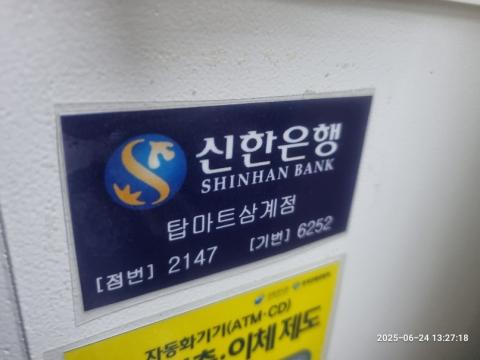 신한은행
SHINHAN BANK
탑마트삼계점
[점번] 2147 [기번] 6252
자동화기기(ATM·CD)
이체 제도
2025-06-24 13:27:18